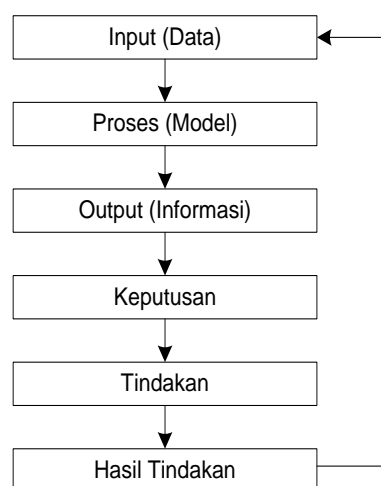 Input (Data)
Proses (Model)
Output (Informasi)
Keputusan
Tindakan
Hasil Tindakan